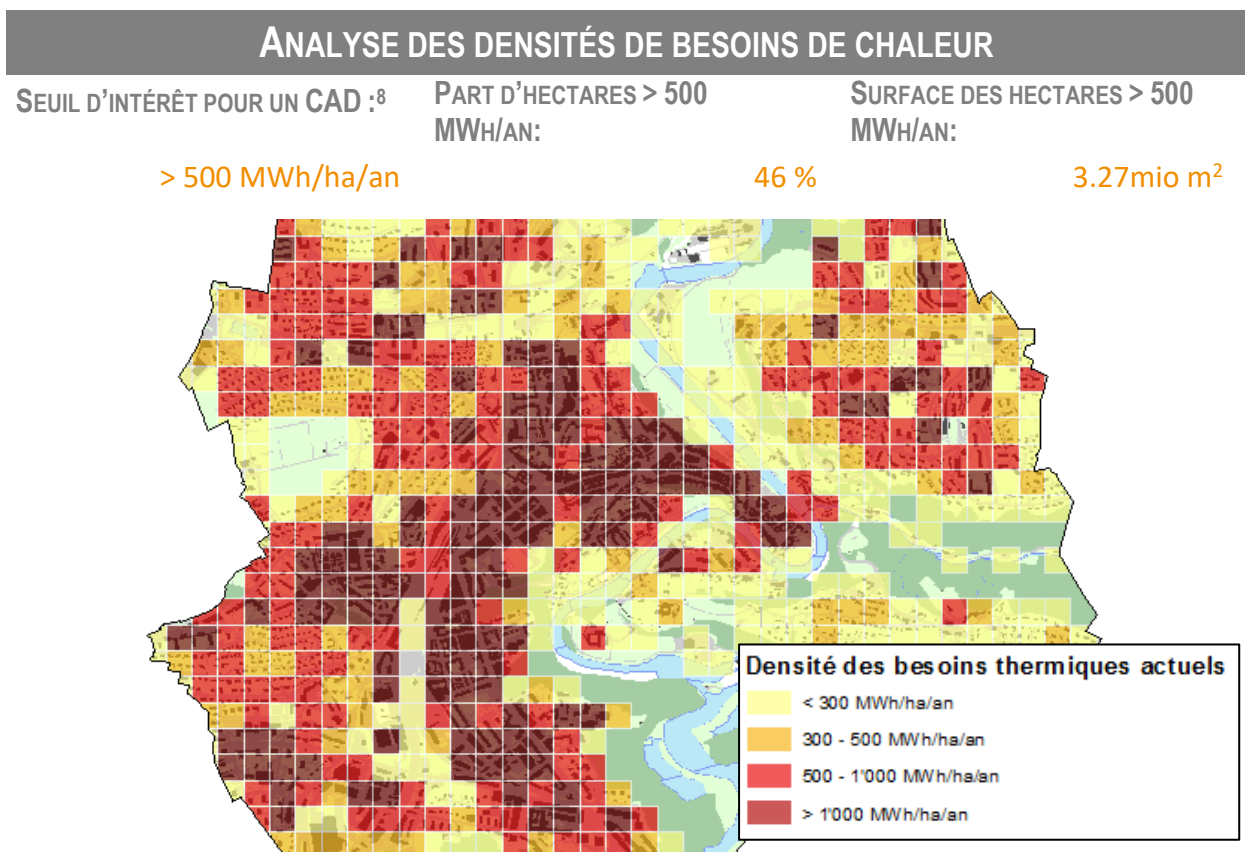 ANALYSE DES DENSITÉS DE BESOINS DE CHALEUR
SEUIL D'INTÉRÊT POUR UN CAD :8
PART D'HECTARES > 500
MWH/AN:
SURFACE DES HECTARES > 500
MWH/AN:
> 500 MWh/ha/an
46 %
3.27mio m2
Densité des besoins thermiques actuels
< 300 MWh/ha/an
300 - 500 MWh/ha/an
500 - 1'000 MWh/ha/an
> 1'000 MWh/ha/an